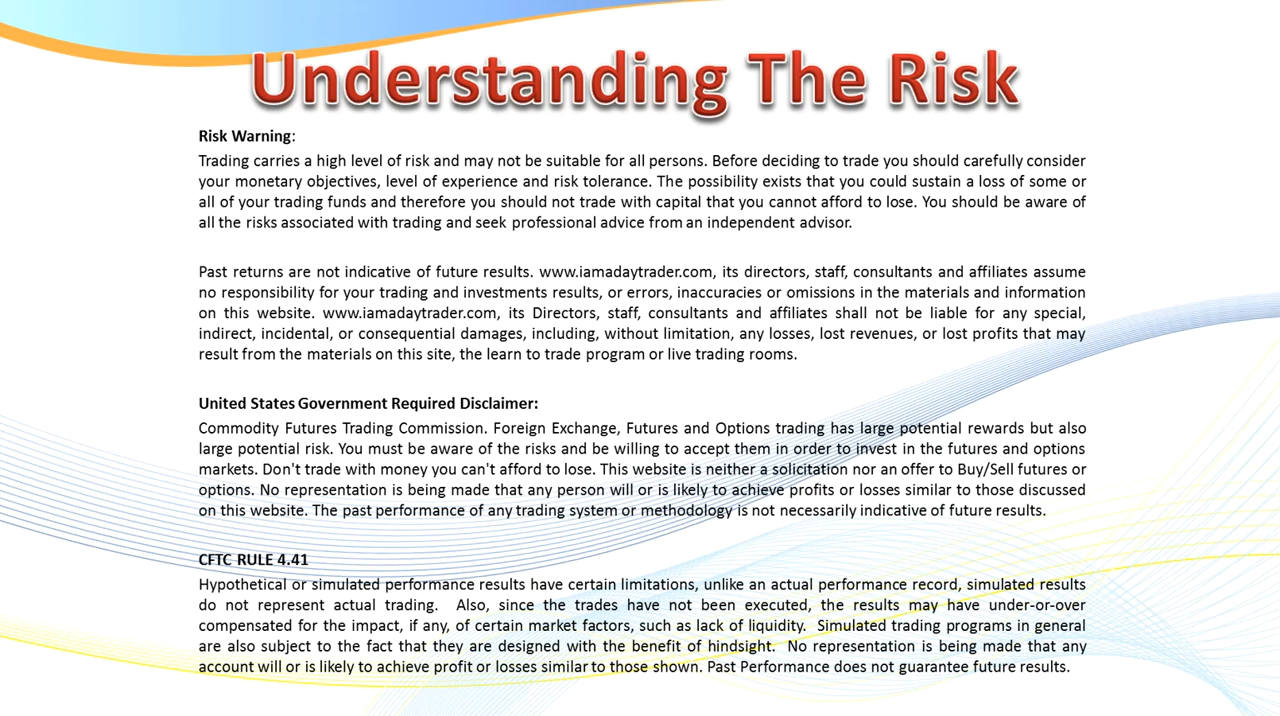 Understanding The Risk
Risk Warning:
Trading carries a high level of risk and may not be suitable for all persons. Before deciding to trade you should carefully consider
your monetary objectives, level of experience and risk tolerance. The possibility exists that you could sustain a loss of some or
all of your trading funds and therefore you should not trade with capital that you cannot afford to lose. You should be aware of
all the risks associated with trading and seek professional advice from an independent advisor.
Past returns are not indicative of future results. www.iamadaytrader.com, its directors, staff, consultants and affiliates assume
no responsibility for your trading and investments results, or errors, inaccuracies or omissions in the materials and information
on this website. www.iamadaytrader.com, its Directors, staff, consultants and affiliates shall not be liable for any special,
indirect, incidental, or consequential damages, including, without limitation, any losses, lost revenues, or lost profits that may
result from the materials on this site, the learn to trade program or live trading rooms.
United States Government Required Disclaimer:
Commodity Futures Trading Commission. Foreign Exchange, Futures and Options trading has large potential rewards but also
large potential risk. You must be aware of the risks and be willing to accept them in order to invest in the futures and options
markets. Don't trade with money you can't afford to lose. This website is neither a solicitation nor an offer to Buy/Sell futures or
options. No representation is being made that any person will or is likely to achieve profits or losses similar to those discussed
on this website. The past performance of any trading system or methodology is not necessarily indicative of future results.
CFTC RULE 4.41
Hypothetical or simulated performance results have certain limitations, unlike an actual performance record, simulated results
do not represent actual trading. Also, since the trades have not been executed, the results may have under-or-over
compensated for the impact, if any, of certain market factors, such as lack of liquidity. Simulated trading programs in general
are also subject to the fact that they are designed with the benefit of hindsight. No representation is being made that any
account will or is likely to achieve profit or losses similar to those shown. Past Performance does not guarantee future results.